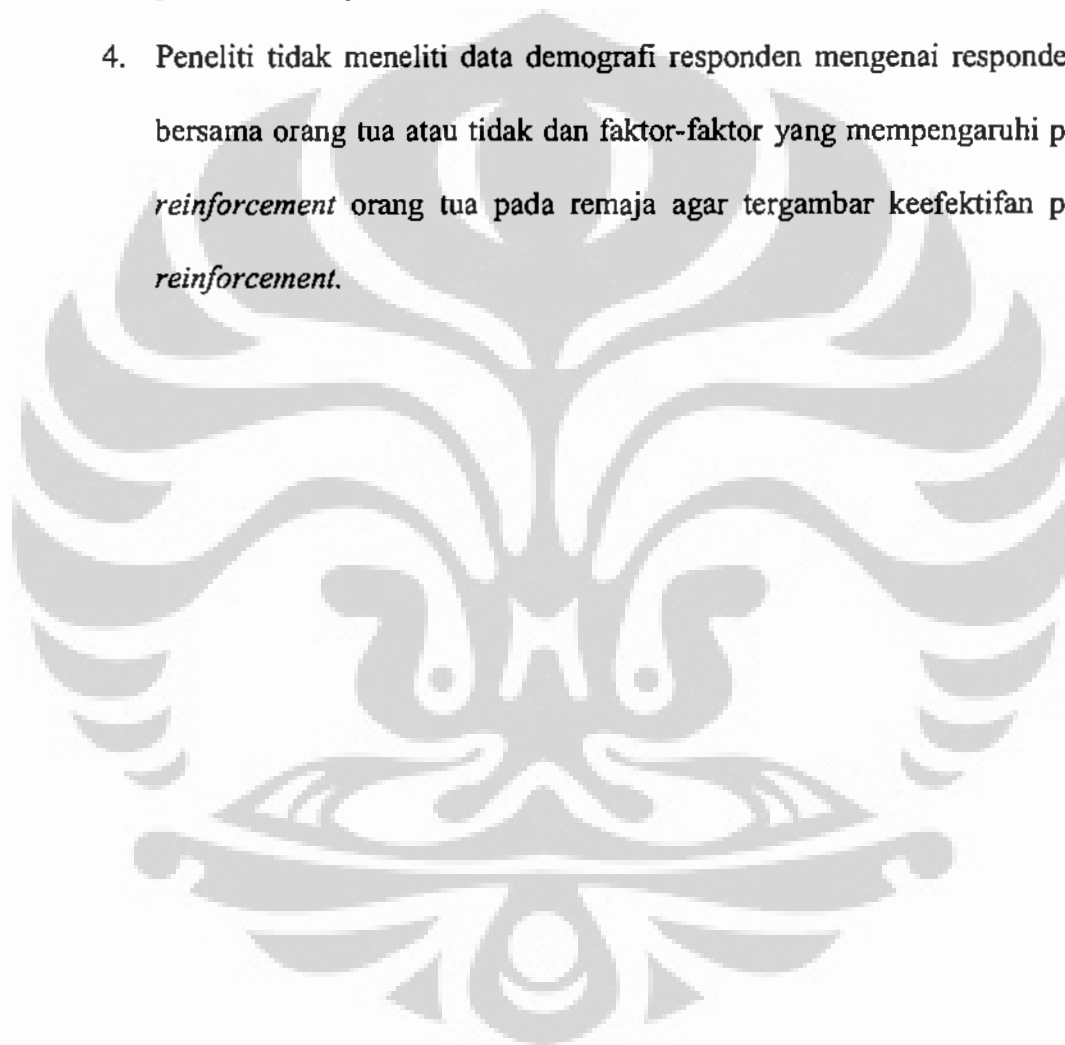 4. Peneliti tidak meneliti data demografi responden mengenai responde
bersama orang tua atau tidak dan faktor-faktor yang mempengaruhi p
reinforcement orang tua pada remaja agar tergambar keefektifan p
reinforcement.